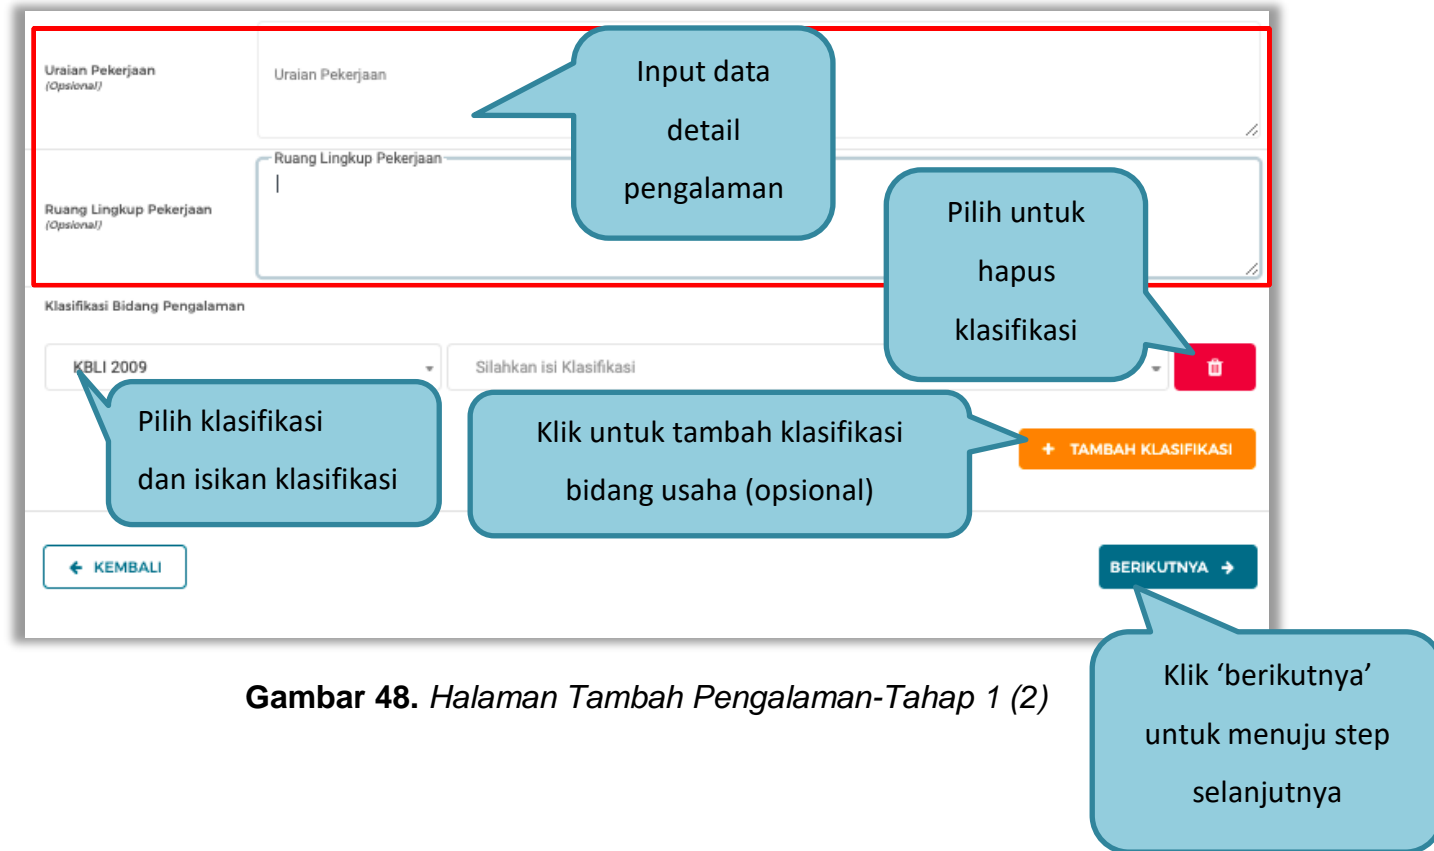 Uraian Pekerjaan
(Opsional)
Uraian Pekerjaan
Input data
detail
pengalaman
Ruang Lingkup Pekerjaan
Ruang Lingkup Pekerjaan
(Opsional)
Pilih untuk
hapus
klasifikasi
Klasifikasi Bidang Pengalaman
KBLI 2009
Silahkan isi Klasifikasi
Pilih klasifikasi
dan isikan klasifikasi
Klik untuk tambah klasifikasi
bidang usaha (opsional)
+ TAMBAH KLASIFIKASI
← KEMBALI
BERIKUTNYA →
Klik ‘berikutnya’
untuk menuju step
selanjutnya
Gambar 48. Halaman Tambah Pengalaman-Tahap 1 (2)